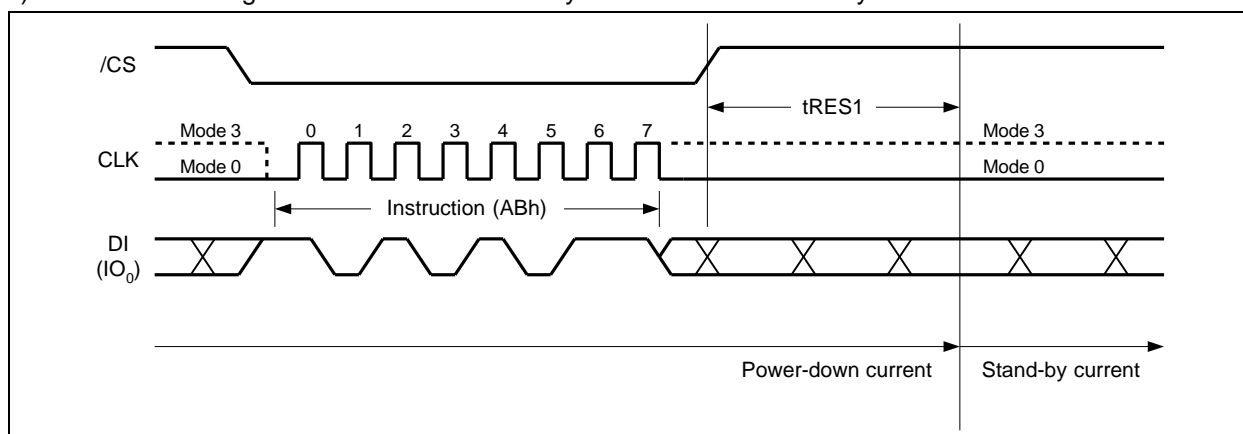 /CS
tRES1
Mode 3 0 1 2 3 4 5 6 7 Mode 3
CLK
Mode 0 Mode 0
Instruction (ABh)
DI
(IO0)
Power-down current Stand-by current